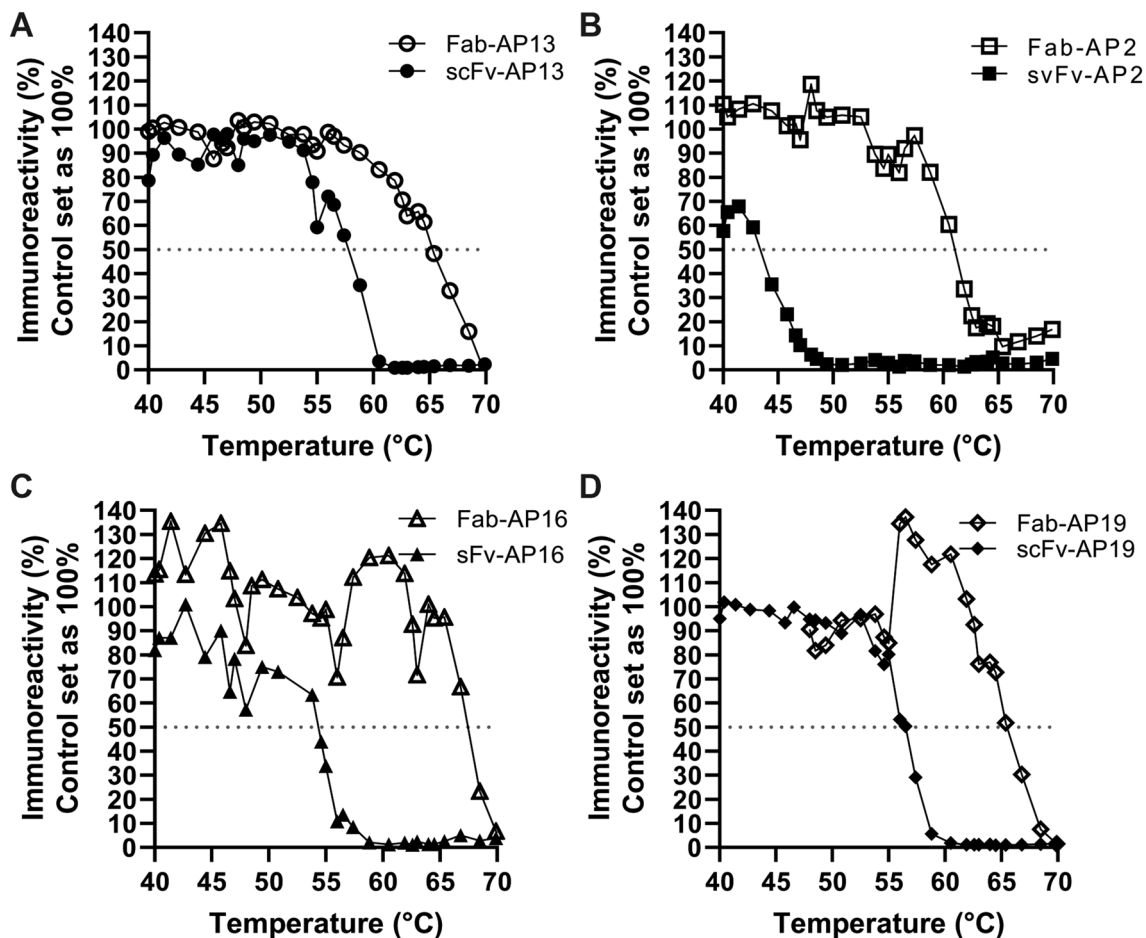 A
Fab-AP13
scFv-AP13
Immunoreactivity (%)
Control set as 100%
140
130
120
110
100
90
80
70
60
50
40
30
20
10
0
40 45 50 55 60 65 70
Temperature (°C)
B
Fab-AP2
svFv-AP2
Immunoreactivity (%)
Control set as 100%
140
130
120
110
100
90
80
70
60
50
40
30
20
10
0
40 45 50 55 60 65 70
Temperature (°C)
C
Fab-AP16
sFv-AP16
Immunoreactivity (%)
Control set as 100%
140
130
120
110
100
90
80
70
60
50
40
30
20
10
0
40 45 50 55 60 65 70
Temperature (°C)
D
Fab-AP19
scFv-AP19
Immunoreactivity (%)
Control set as 100%
140
130
120
110
100
90
80
70
60
50
40
30
20
10
0
40 45 50 55 60 65 70
Temperature (°C)